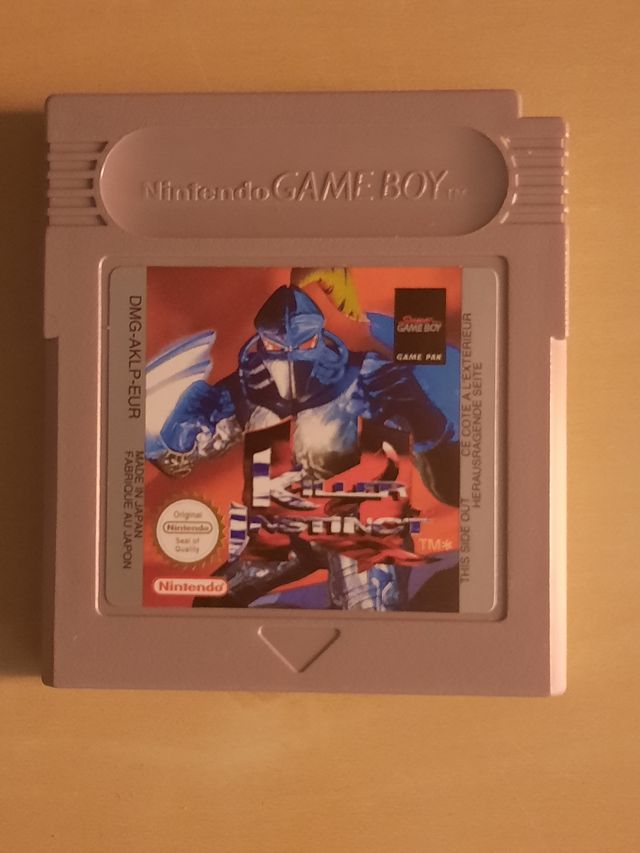 Nintendo GAME BOY TM
DMG-AKLP-EUR
MADE IN JAPAN
FABRIQUE AU JAPON
Super
GAME BOY
GAME PAK
KILLER
INSTINCT
TM*
Original
Nintendo
Seal of
Quality
Nintendo
THIS SIDE OUT CE COTE A L'EXTERIEUR
HERAUSRAGENDE SEITE